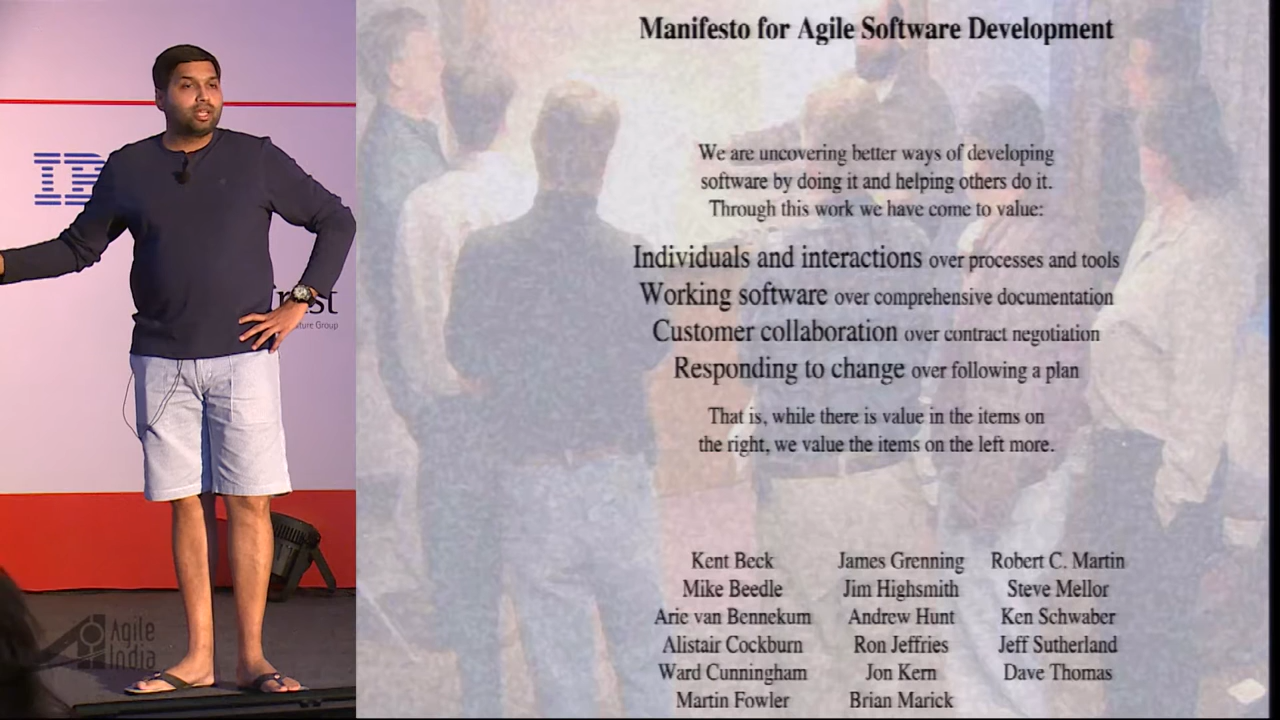 IB
rst
ture Group
Agile
India
Manifesto for Agile Software Development
We are uncovering better ways of developing
software by doing it and helping others do it.
Through this work we have come to value:
Individuals and interactions over processes and tools
Working software over comprehensive documentation
Customer collaboration over contract negotiation
Responding to change over following a plan
That is, while there is value in the items on
the right, we value the items on the left more.
Kent Beck James Grenning Robert C. Martin
Mike Beedle Jim Highsmith Steve Mellor
Arie van Bennekum Andrew Hunt Ken Schwaber
Alistair Cockburn Ron Jeffries Jeff Sutherland
Ward Cunningham Jon Kern Dave Thomas
Martin Fowler Brian Marick